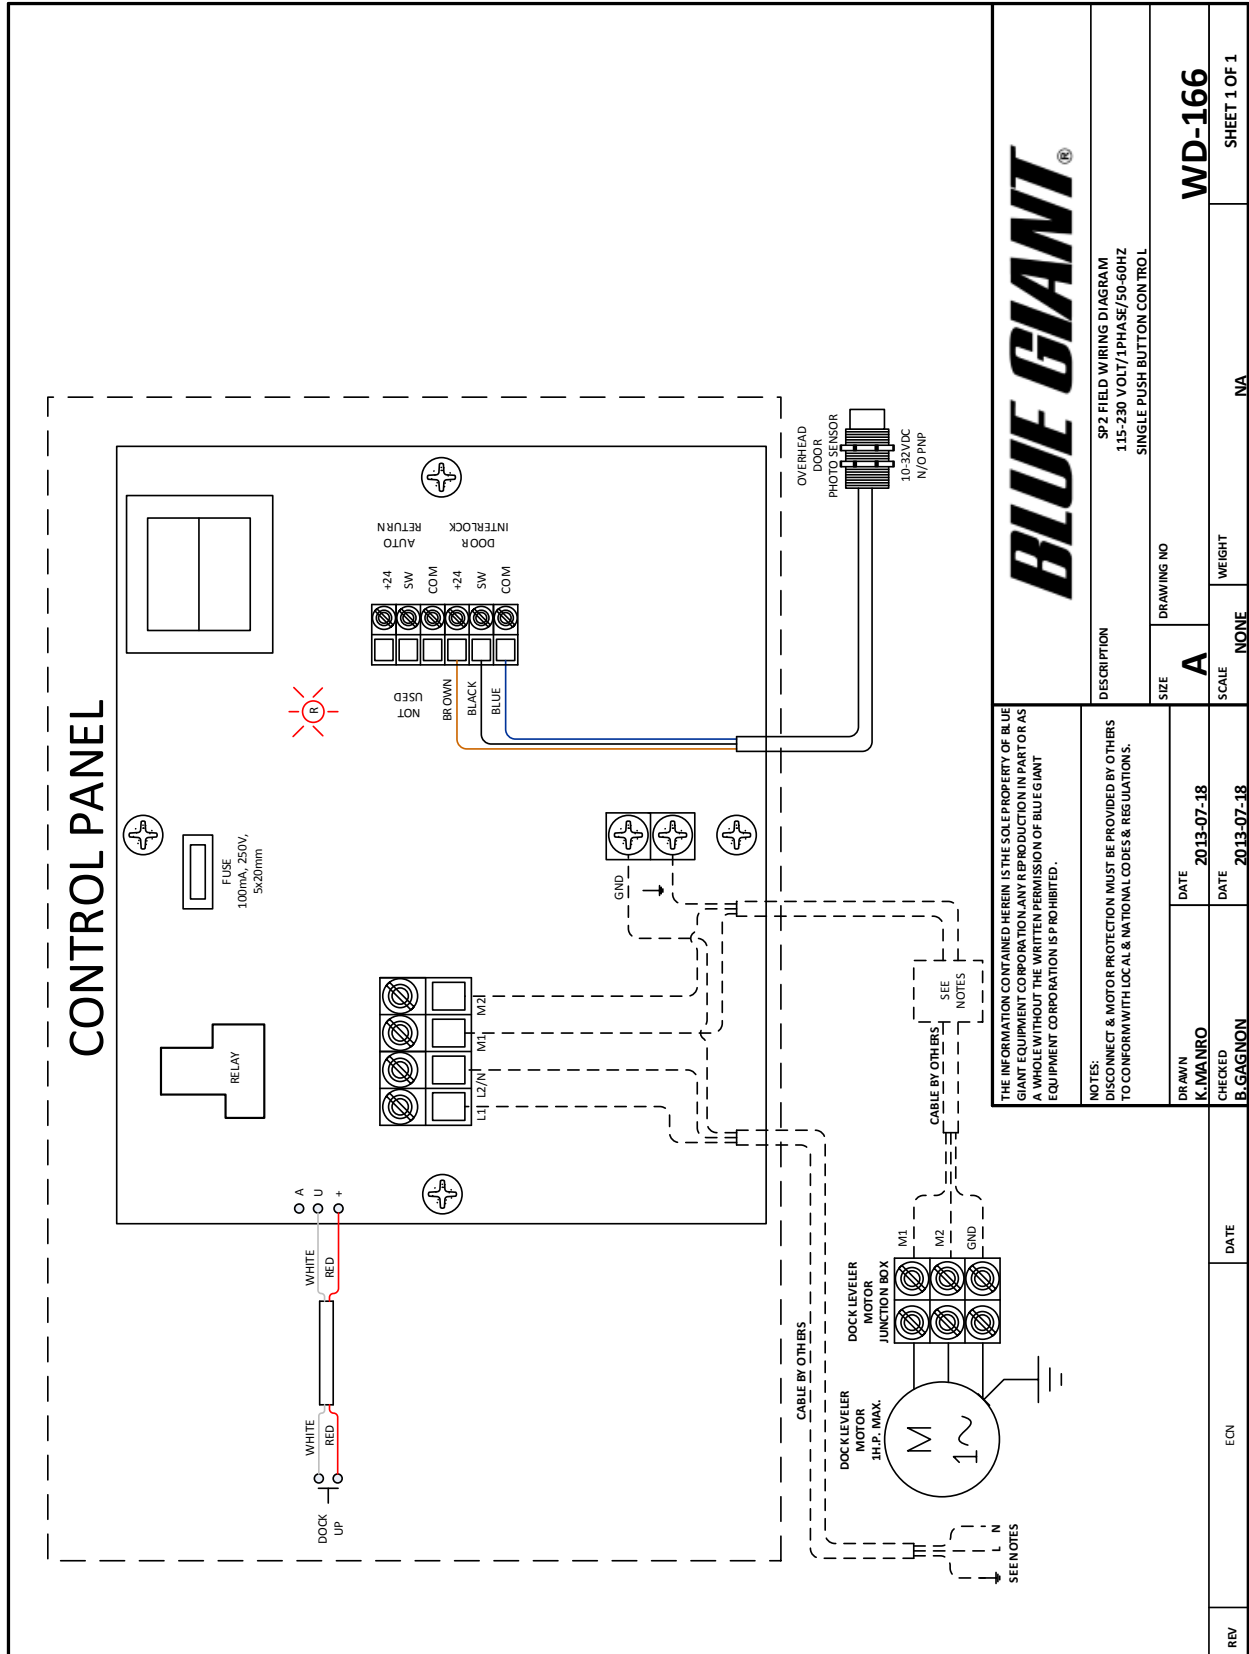 CONTROL PANEL
RELAY
FUSE
100mA, 250V,
5x20mm
R
A
U
+
WHITE
RED
WHITE
RED
DOCK
UP
L1
L2/N
M1
M2
GND
NOT
USED
BROWN
BLACK
BLUE
+24
SW
COM
+24
SW
COM
AUTO
RETURN
DOOR
INTERLOCK
OVERHEAD
DOOR
PHOTO SENSOR
10-32VDC
N/O PNP
CABLE BY OTHERS
SEE NOTES
L
N
DOCK LEVELER
MOTOR
1H.P. MAX.
M
1~
DOCK LEVELER
MOTOR
JUNCTION BOX
M1
M2
GND
CABLE BY OTHERS
SEE
NOTES
THE INFORMATION CONTAINED HEREIN IS THE SOLE PROPERTY OF BLUE
GIANT EQUIPMENT CORPORATION. ANY REPRODUCTION IN PART OR AS
A WHOLE WITHOUT THE WRITTEN PERMISSION OF BLUE GIANT
EQUIPMENT CORPORATION IS PROHIBITED.
NOTES:
DISCONNECT & MOTOR PROTECTION MUST BE PROVIDED BY OTHERS
TO CONFORM WITH LOCAL & NATIONAL CODES & REGULATIONS.
BLUE GIANT®
DESCRIPTION
SP2 FIELD WIRING DIAGRAM
115-230 VOLT/1PHASE/50-60HZ
SINGLE PUSH BUTTON CONTROL
DRAWN
K.MANRO
DATE
2013-07-18
SIZE
A
DRAWING NO
WD-166
REV
ECN
DATE
CHECKED
B.GAGNON
DATE
2013-07-18
SCALE
NONE
WEIGHT
NA
SHEET 1 OF 1